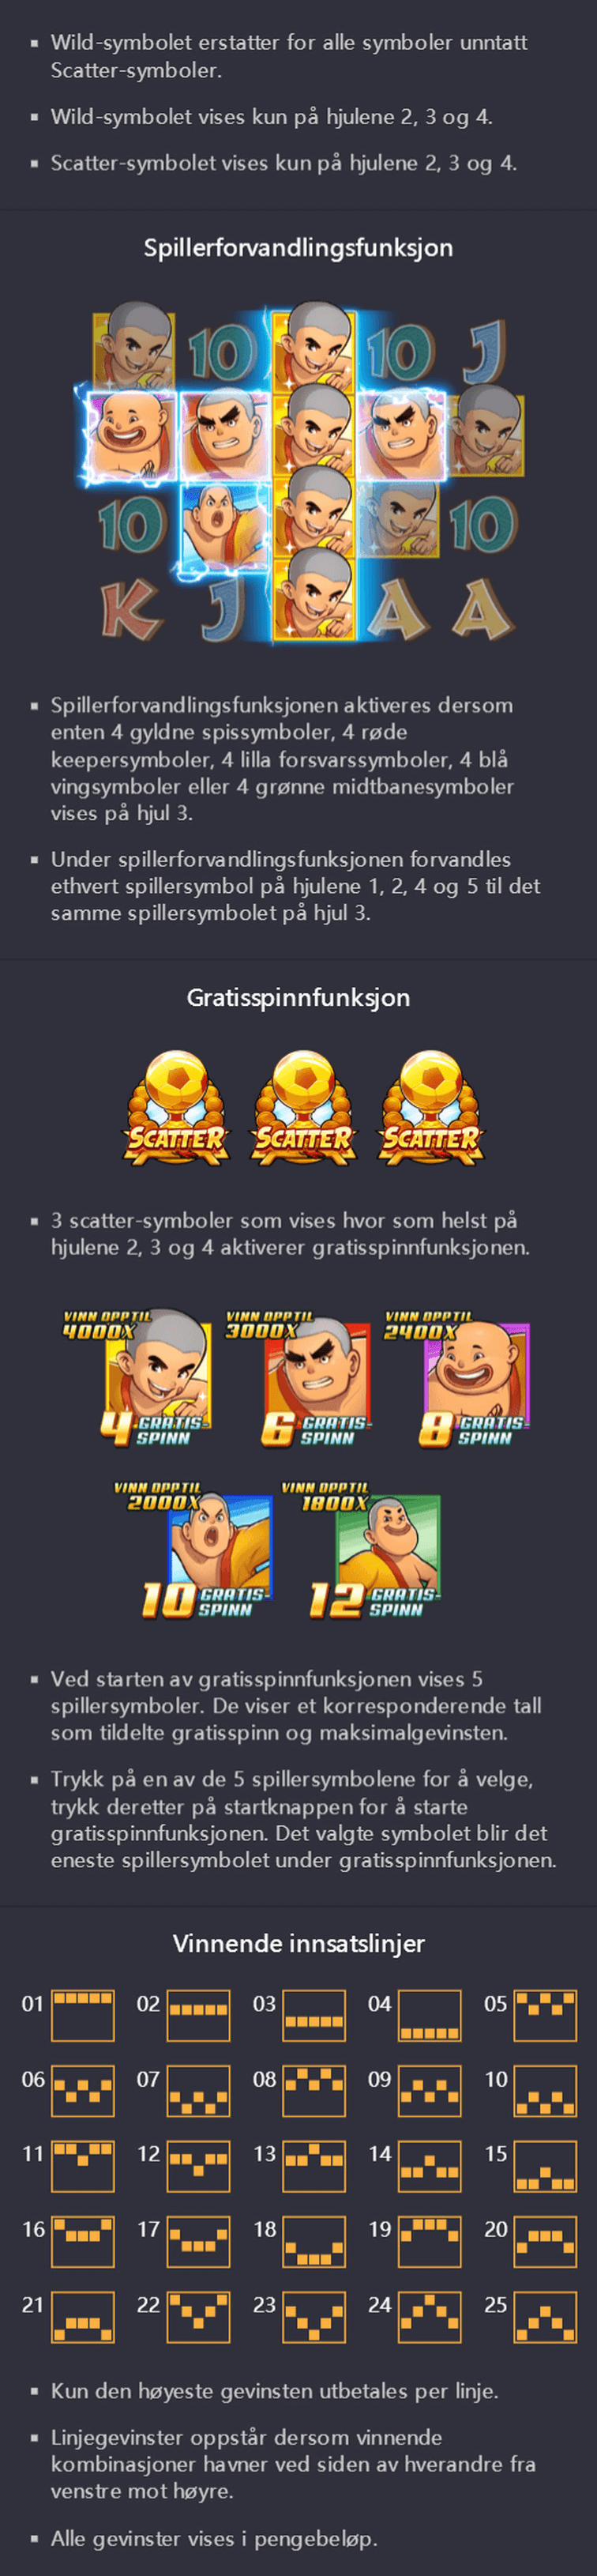 ▪ Wild-symbolet erstatter for alle symboler unntatt
Scatter-symboler.
▪ Wild-symbolet vises kun på hjulene 2, 3 og 4.
▪ Scatter-symbolet vises kun på hjulene 2, 3 og 4.
Spillerforvandlingsfunksjon
10 10 J
10 10
K J A A
▪ Spillerforvandlingsfunksjonen aktiveres dersom
enten 4 gyldne spissymboler, 4 røde
keepersymboler, 4 lilla forsvarssymboler, 4 blå
vingsymboler eller 4 grønne midtbanesymboler
vises på hjul 3.
▪ Under spillerforvandlingsfunksjonen forvandles
ethvert spillersymbol på hjulene 1, 2, 4 og 5 til det
samme spillersymbolet på hjul 3.
Gratisspinnfunksjon
SCATTER SCATTER SCATTER
▪ 3 scatter-symboler som vises hvor som helst på
hjulene 2, 3 og 4 aktiverer gratisspinnfunksjonen.
VINN OPPTIL VINN OPPTIL VINN OPPTIL
4000X 3000X 2400X
4 GRATIS- 6 GRATIS- 8 GRATIS-
SPINN SPINN SPINN
VINN OPPTIL VINN OPPTIL
2000X 1800X
10 GRATIS- 12 GRATIS-
SPINN SPINN
▪ Ved starten av gratisspinnfunksjonen vises 5
spillersymboler. De viser et korresponderende tall
som tildelte gratisspinn og maksimalgevinsten.
▪ Trykk på en av de 5 spillersymbolene for å velge,
trykk deretter på startknappen for å starte
gratisspinnfunksjonen. Det valgte symbolet blir det
eneste spillersymbolet under gratisspinnfunksjonen.
Vinnende innsatslinjer
01 02 03 04 05
06 07 08 09 10
11 12 13 14 15
16 17 18 19 20
21 22 23 24 25
▪ Kun den høyeste gevinsten utbetales per linje.
▪ Linjegevinster oppstår dersom vinnende
kombinasjoner havner ved siden av hverandre fra
venstre mot høyre.
▪ Alle gevinster vises i pengebeløp.